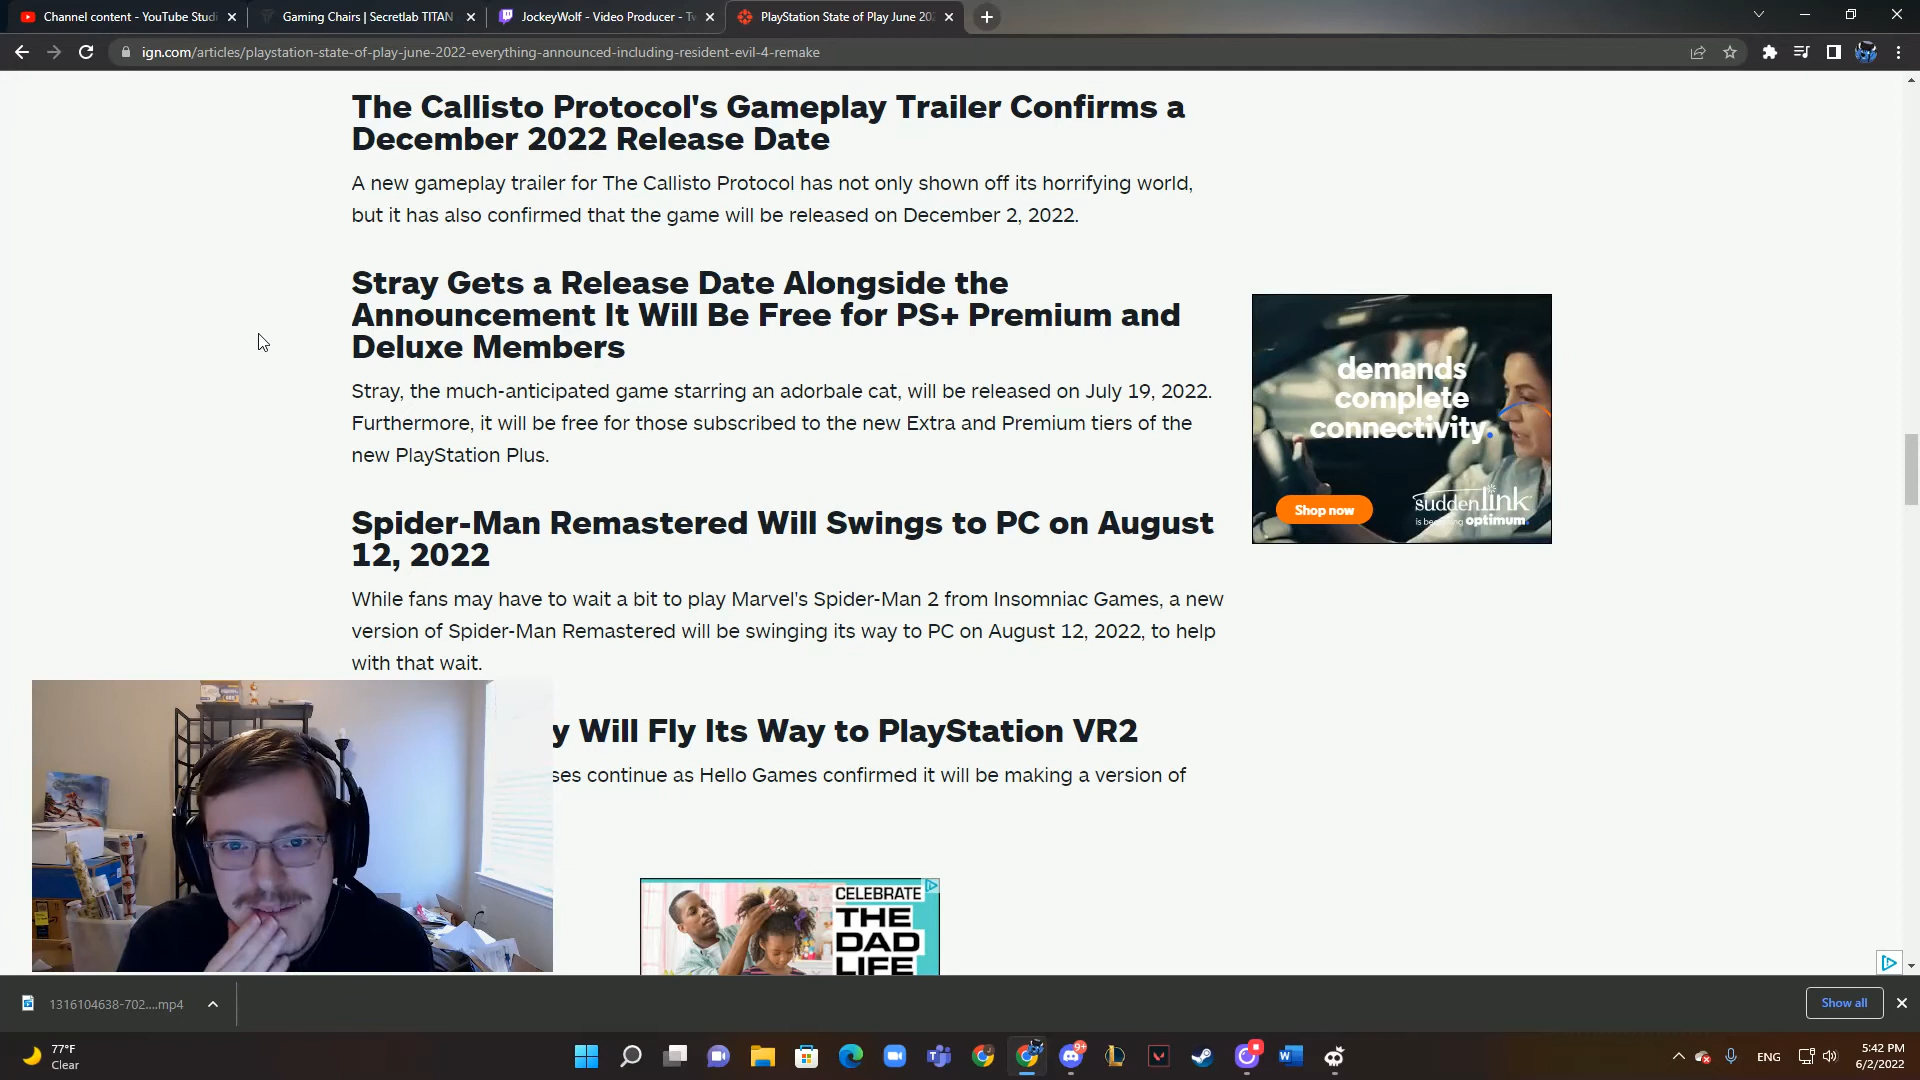 Channel content - YouTube Studi
Gaming Chairs | Secretlab TITAN
JockeyWolf - Video Producer - Tw
PlayStation State of Play June 202
ign.com/articles/playstation-state-of-play-june-2022-everything-announced-including-resident-evil-4-remake
The Callisto Protocol's Gameplay Trailer Confirms a
December 2022 Release Date
A new gameplay trailer for The Callisto Protocol has not only shown off its horrifying world,
but it has also confirmed that the game will be released on December 2, 2022.
Stray Gets a Release Date Alongside the
Announcement It Will Be Free for PS+ Premium and
Deluxe Members
Stray, the much-anticipated game starring an adorbale cat, will be released on July 19, 2022.
Furthermore, it will be free for those subscribed to the new Extra and Premium tiers of the
new PlayStation Plus.
demands
complete
connectivity.
Shop now
suddenlink
is becoming optimum.
Spider-Man Remastered Will Swings to PC on August
12, 2022
While fans may have to wait a bit to play Marvel's Spider-Man 2 from Insomniac Games, a new
version of Spider-Man Remastered will be swinging its way to PC on August 12, 2022, to help
with that wait.
y Will Fly Its Way to PlayStation VR2
ses continue as Hello Games confirmed it will be making a version of
CELEBRATE
THE
DAD
LIFE
1316104638-702....mp4
Show all
77°F
Clear
9+
ENG
5:42 PM
6/2/2022